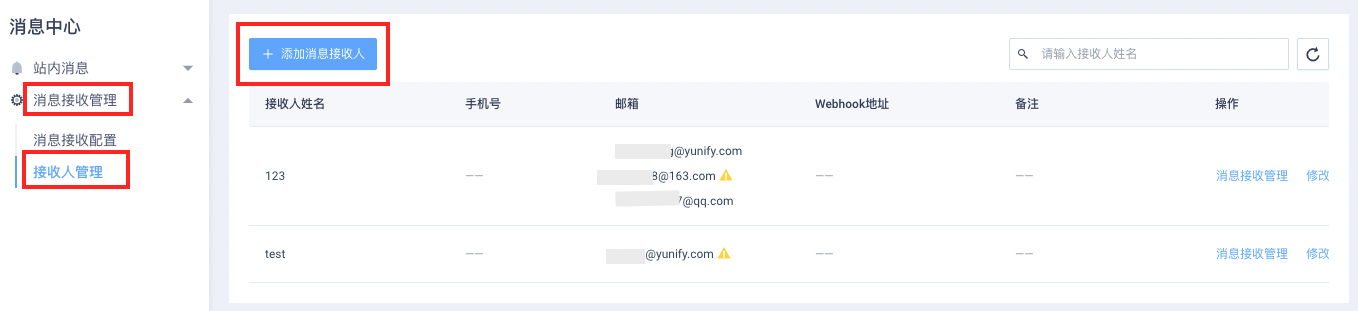 消息中心
站内消息
消息接收管理
消息接收配置
接收人管理
+ 添加消息接收人
请输入接收人姓名
接收人姓名 手机号 邮箱 Webhook地址 备注 操作
g@yunify.com
123 —— 8@163.com —— —— 消息接收管理 修改
7@qq.com
test —— @yunify.com —— —— 消息接收管理 修改